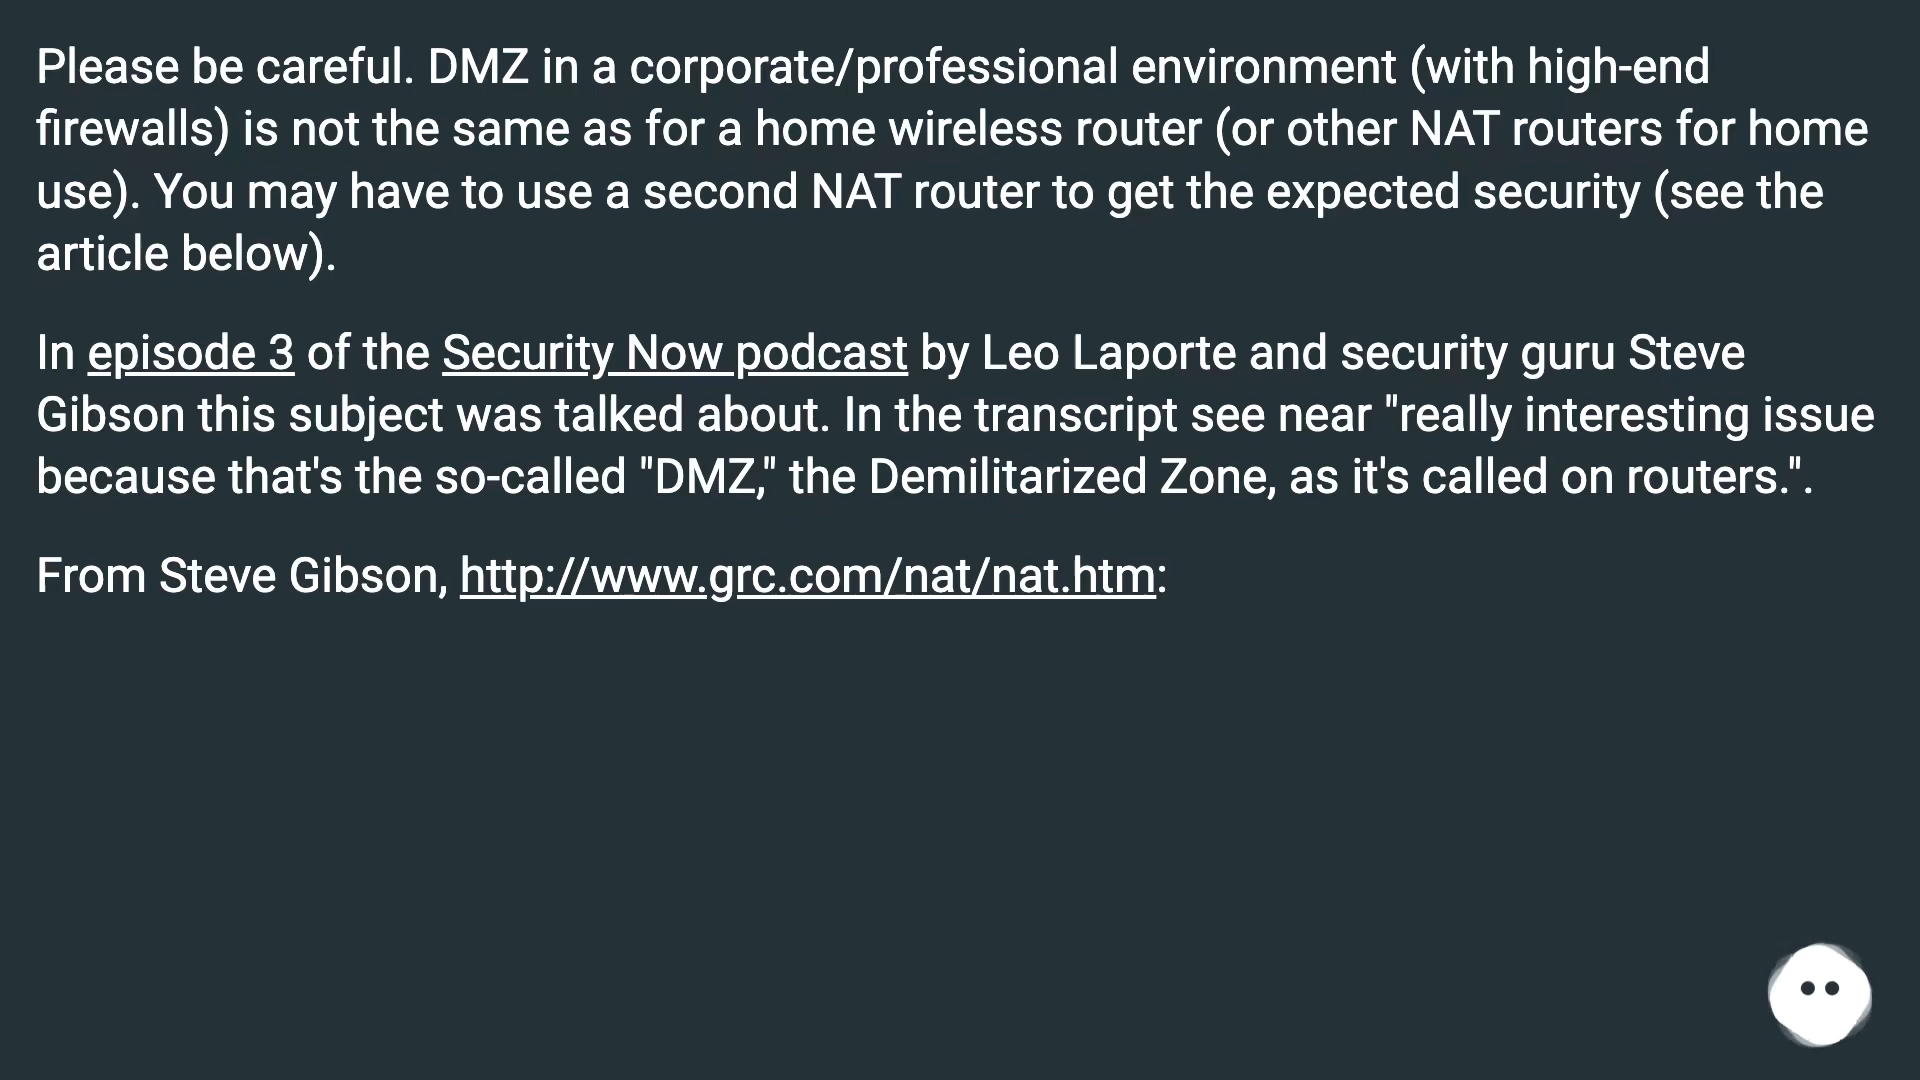 Please be careful. DMZ in a corporate/professional environment (with high-end
firewalls) is not the same as for a home wireless router (or other NAT routers for home
use). You may have to use a second NAT router to get the expected security (see the
article below).
In episode 3 of the Security Now podcast by Leo Laporte and security guru Steve
Gibson this subject was talked about. In the transcript see near "really interesting issue
because that's the so-called "DMZ," the Demilitarized Zone, as it's called on routers.".
From Steve Gibson, http://www.grc.com/nat/nat.htm: